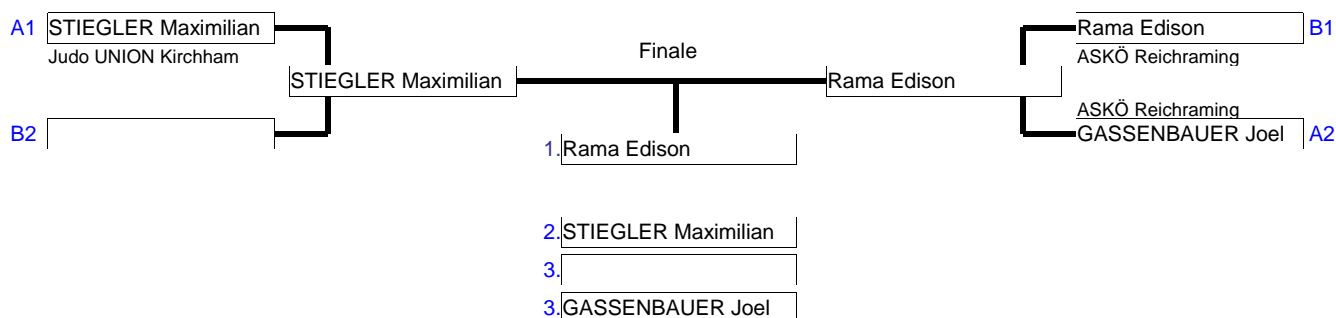 A1 STIEGLER Maximilian
Judo UNION Kirchham
Finale
Rama Edison B1
ASKÖ Reichraming
STIEGLER Maximilian
Rama Edison
B2
ASKÖ Reichraming
GASSENBAUER Joel A2
1. Rama Edison
2. STIEGLER Maximilian
3.
3. GASSENBAUER Joel